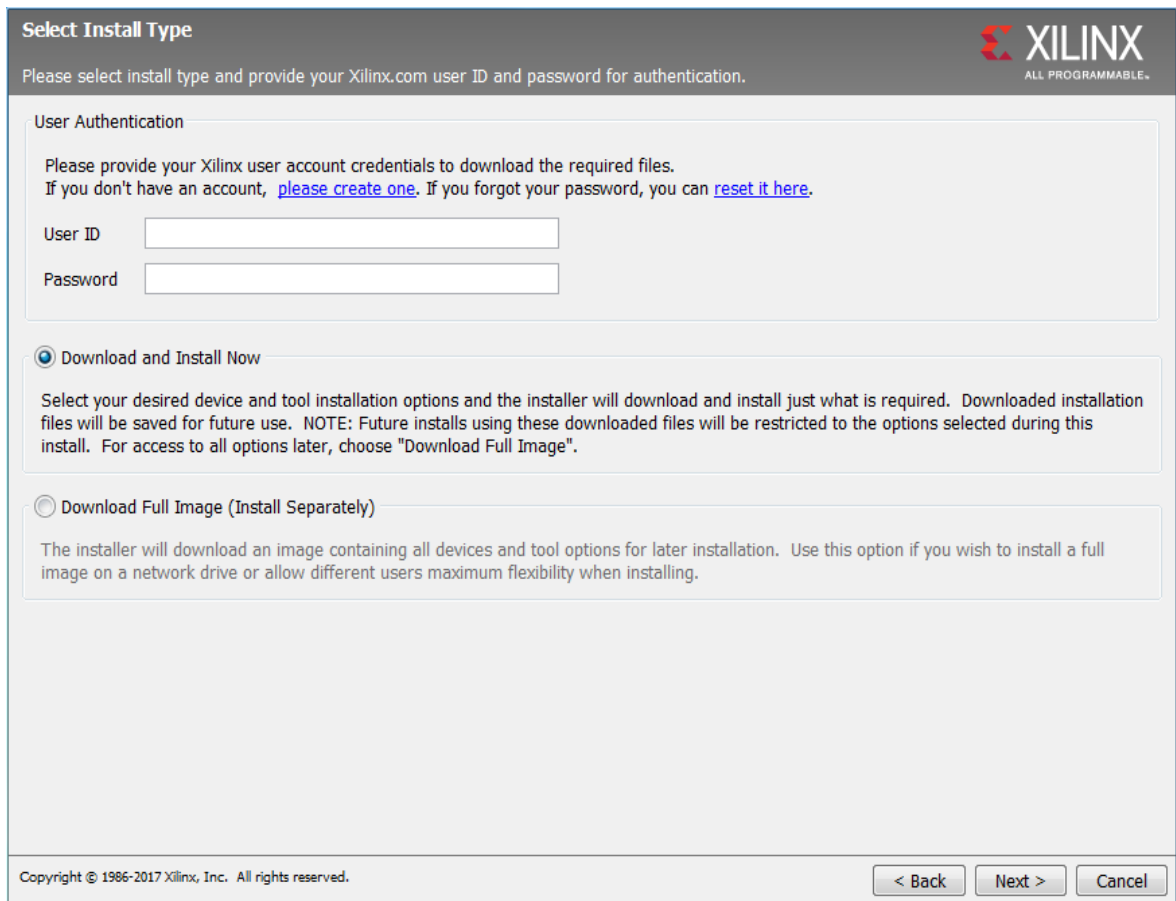 Select Install Type
XILINX
ALL PROGRAMMABLE™
Please select install type and provide your Xilinx.com user ID and password for authentication.
User Authentication
Please provide your Xilinx user account credentials to download the required files.
If you don't have an account, please create one. If you forgot your password, you can reset it here.
User ID
Password
Download and Install Now
Select your desired device and tool installation options and the installer will download and install just what is required. Downloaded installation
files will be saved for future use. NOTE: Future installs using these downloaded files will be restricted to the options selected during this
install. For access to all options later, choose "Download Full Image".
Download Full Image (Install Separately)
The installer will download an image containing all devices and tool options for later installation. Use this option if you wish to install a full
image on a network drive or allow different users maximum flexibility when installing.
Copyright © 1986-2017 Xilinx, Inc. All rights reserved.
< Back
Next >
Cancel